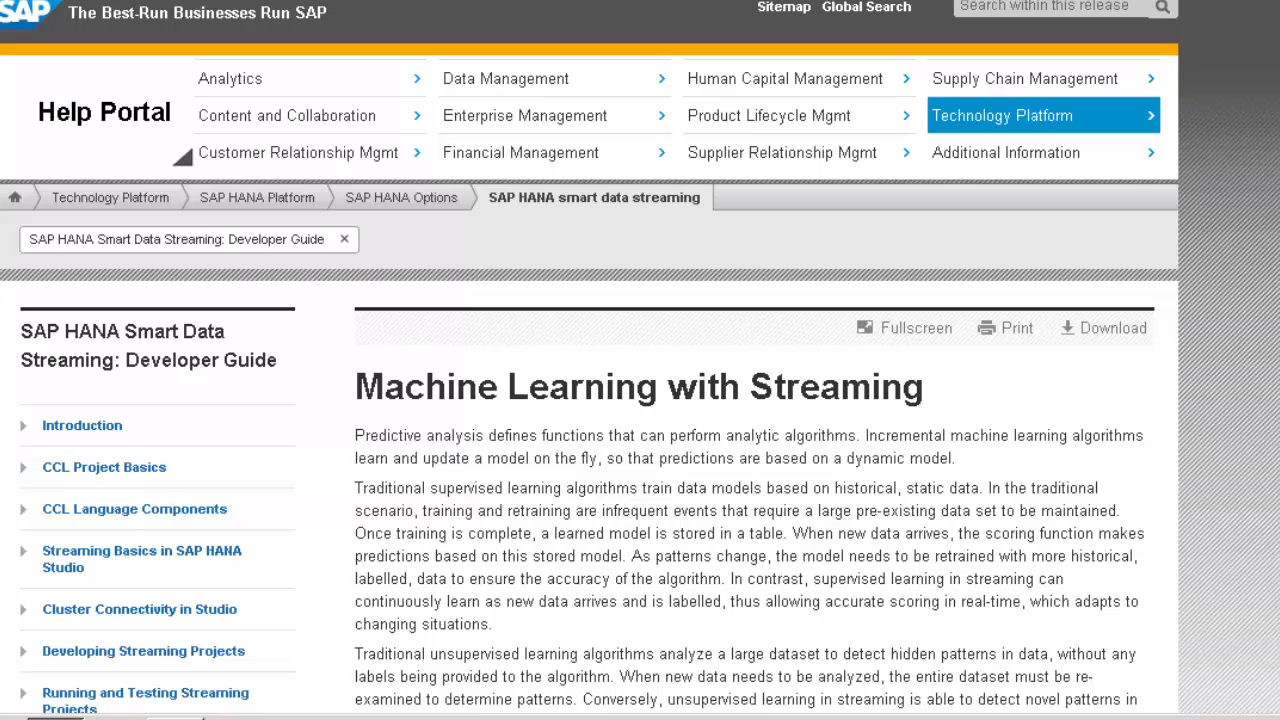 SAP
The Best-Run Businesses Run SAP
Sitemap Global Search
Search within this release
Help Portal
Analytics
Data Management
Human Capital Management
Supply Chain Management
Content and Collaboration
Enterprise Management
Product Lifecycle Mgmt
Technology Platform
Customer Relationship Mgmt
Financial Management
Supplier Relationship Mgmt
Additional Information
Technology Platform
SAP HANA Platform
SAP HANA Options
SAP HANA smart data streaming
SAP HANA Smart Data Streaming: Developer Guide
SAP HANA Smart Data
Streaming: Developer Guide
Introduction
CCL Project Basics
CCL Language Components
Streaming Basics in SAP HANA
Studio
Cluster Connectivity in Studio
Developing Streaming Projects
Running and Testing Streaming
Projects
Fullscreen Print Download
Machine Learning with Streaming
Predictive analysis defines functions that can perform analytic algorithms. Incremental machine learning algorithms
learn and update a model on the fly, so that predictions are based on a dynamic model.
Traditional supervised learning algorithms train data models based on historical, static data. In the traditional
scenario, training and retraining are infrequent events that require a large pre-existing data set to be maintained.
Once training is complete, a learned model is stored in a table. When new data arrives, the scoring function makes
predictions based on this stored model. As patterns change, the model needs to be retrained with more historical,
labelled, data to ensure the accuracy of the algorithm. In contrast, supervised learning in streaming can
continuously learn as new data arrives and is labelled, thus allowing accurate scoring in real-time, which adapts to
changing situations.
Traditional unsupervised learning algorithms analyze a large dataset to detect hidden patterns in data, without any
labels being provided to the algorithm. When new data needs to be analyzed, the entire dataset must be re-
examined to determine patterns. Conversely, unsupervised learning in streaming is able to detect novel patterns in